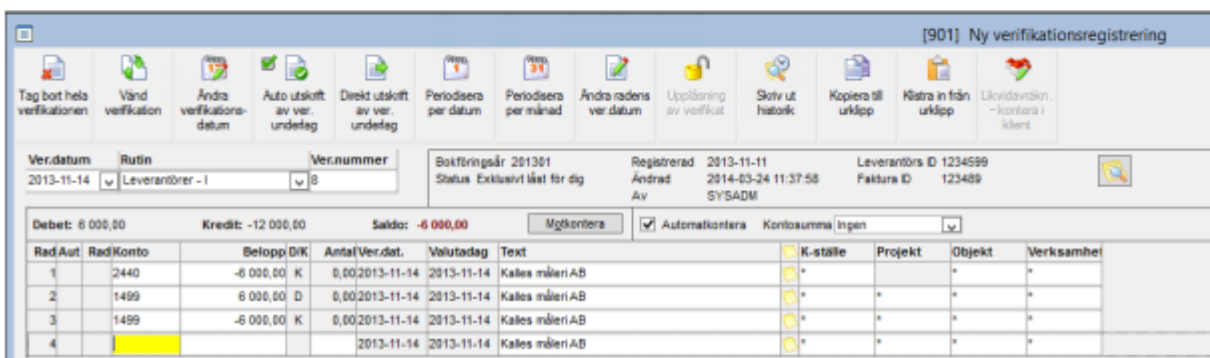 [901] Ny verifikationsregistrering
Tag bort hela verifikationen
Vänd verifikation
Ändra verifikations-datum
Auto utskrift av ver. underlag
Direkt utskrift av ver. underlag
Periodisera per datum
Periodisera per månad
Ändra radens ver.datum
Upplåsning av verifikat
Skriv ut historik
Kopiera till urklipp
Klistra in från urklipp
Likvidavräkn. - kontera i klient
Ver.datum Rutin Ver.nummer
2013-11-14 Leverantörer - I 8
Bokföringsår 201301 Registrerad 2013-11-11 Leverantörs ID 1234599
Status Exklusivt låst för dig Ändrad 2014-03-24 11:37:58 Faktura ID 123489
Av SYSADM
Debet: 6 000,00 Kredit: -12 000,00 Saldo: -6 000,00 Motkontera Automatkontera Kontosumma Ingen
Rad Aut Rad Konto Belopp D/K Antal Ver.dat. Valutadag Text K-ställe Projekt Objekt Verksamhet
1 2440 -6 000,00 K 0,00 2013-11-14 2013-11-14 Kalles måleri AB * * *
2 1499 6 000,00 D 0,00 2013-11-14 2013-11-14 Kalles måleri AB * * * *
3 1499 -6 000,00 K 0,00 2013-11-14 2013-11-14 Kalles måleri AB * * * *
4 2013-11-14 2013-11-14 Kalles måleri AB * * * *